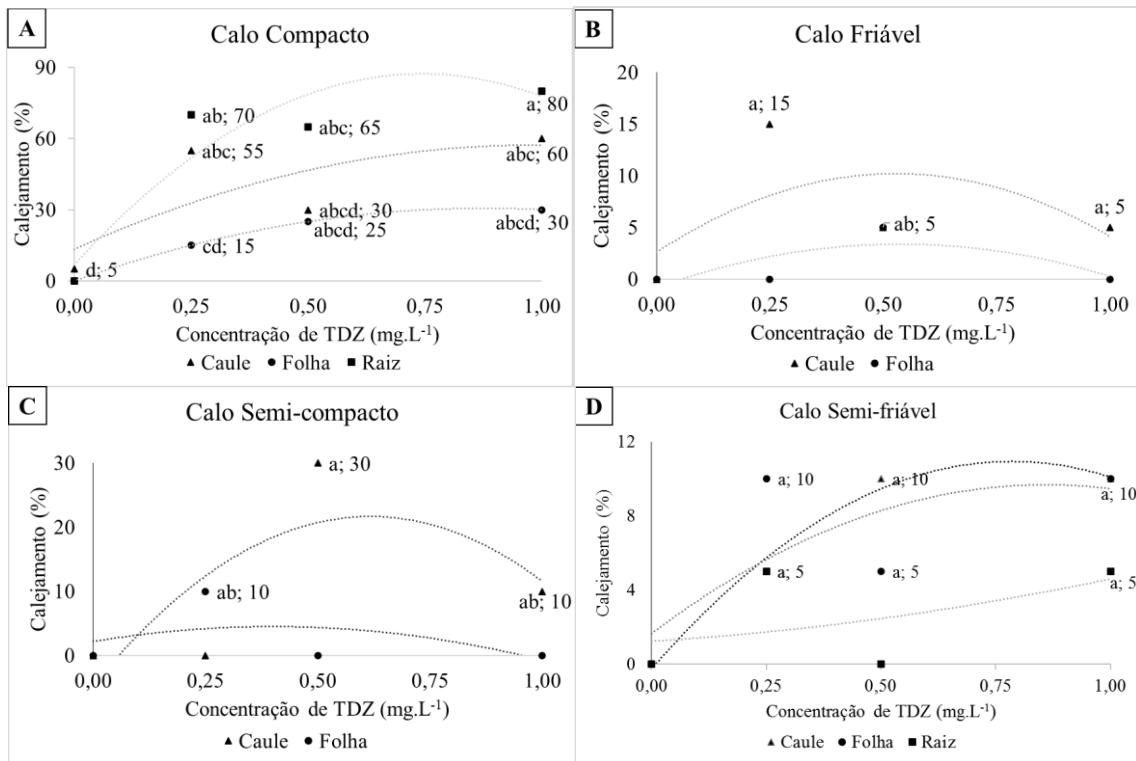 A
Calo Compacto
Calejamento (%)
90
60
30
0
ab; 70
abc; 65
a; 80
abc; 55
abc; 60
abcd; 30
abcd; 25
abcd; 30
cd; 15
d; 5
0,00
0,25
0,50
0,75
1,00
Concentração de TDZ (mg.L-1)
▲ Caule ● Folha ■ Raiz
B
Calo Friável
Calejamento (%)
20
15
10
5
0
a; 15
ab; 5
a; 5
0,00
0,25
0,50
0,75
1,00
Concentração de TDZ (mg.L-1)
▲ Caule ● Folha
C
Calo Semi-compacto
Calejamento (%)
30
20
10
0
a; 30
ab; 10
ab; 10
0,00
0,25
0,50
0,75
1,00
Concentração de TDZ (mg.L-1)
▲ Caule ● Folha
D
Calo Semi-friável
Calejamento (%)
12
8
4
0
a; 10
a; 10
a; 10
a; 5
a; 5
a; 5
0,00
0,25
0,50
0,75
1,00
Concentração de TDZ (mg.L-1)
▲ Caule ● Folha ■ Raiz